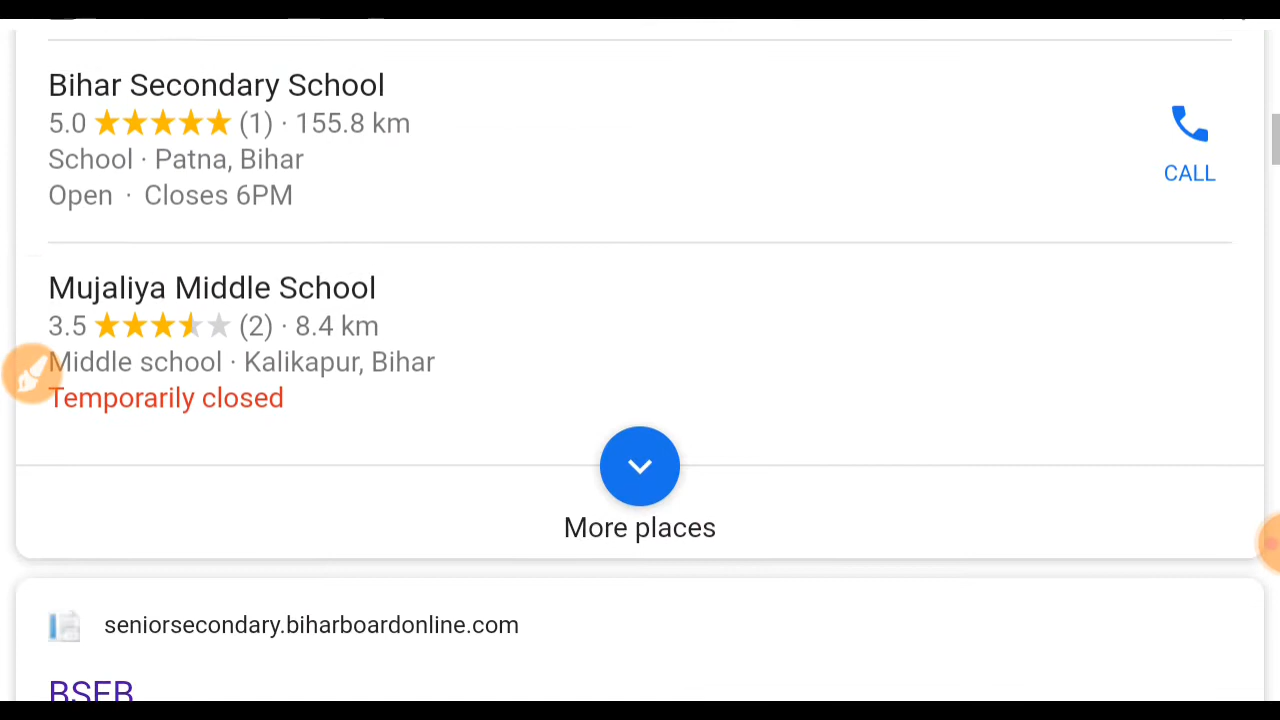 Bihar Secondary School
5.0 ★★★★★ (1) · 155.8 km
School · Patna, Bihar
Open · Closes 6PM
CALL
Mujaliya Middle School
3.5 (2) · 8.4 km
Middle school · Kalikapur, Bihar
Temporarily closed
More places
seniorsecondary.biharboardonline.com
BSEB